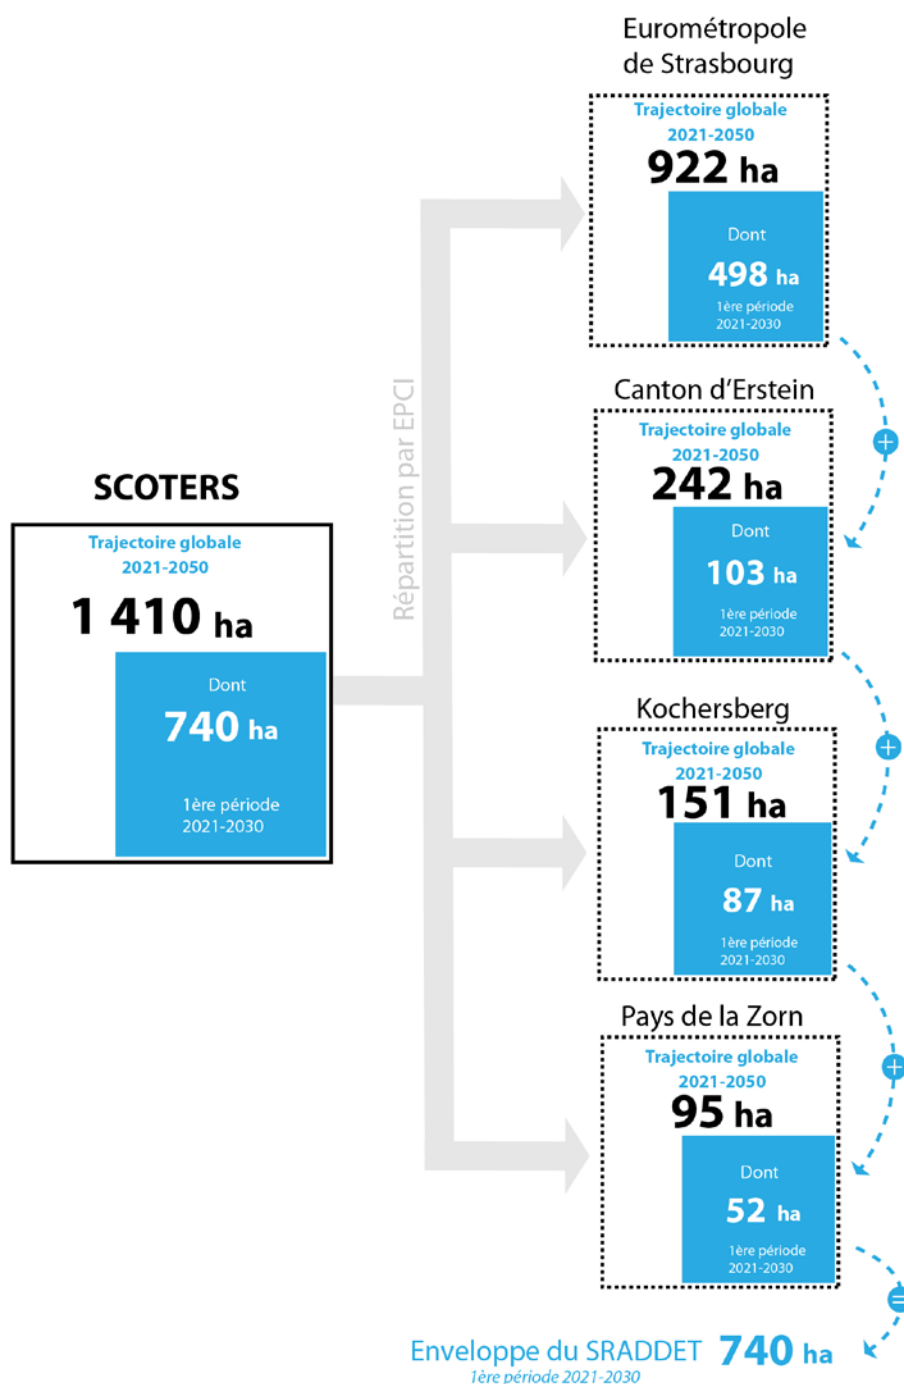 SCOTERS
Trajectoire globale
2021-2050
1 410 ha
Dont
740 ha
1ère période
2021-2030
Répartition par EPCI
Eurométropole
de Strasbourg
Trajectoire globale
2021-2050
922 ha
Dont
498 ha
1ère période
2021-2030
+
Canton d'Erstein
Trajectoire globale
2021-2050
242 ha
Dont
103 ha
1ère période
2021-2030
+
Kochersberg
Trajectoire globale
2021-2050
151 ha
Dont
87 ha
1ère période
2021-2030
+
Pays de la Zorn
Trajectoire globale
2021-2050
95 ha
Dont
52 ha
1ère période
2021-2030
=
Enveloppe du SRADDET 740 ha
1ère période 2021-2030